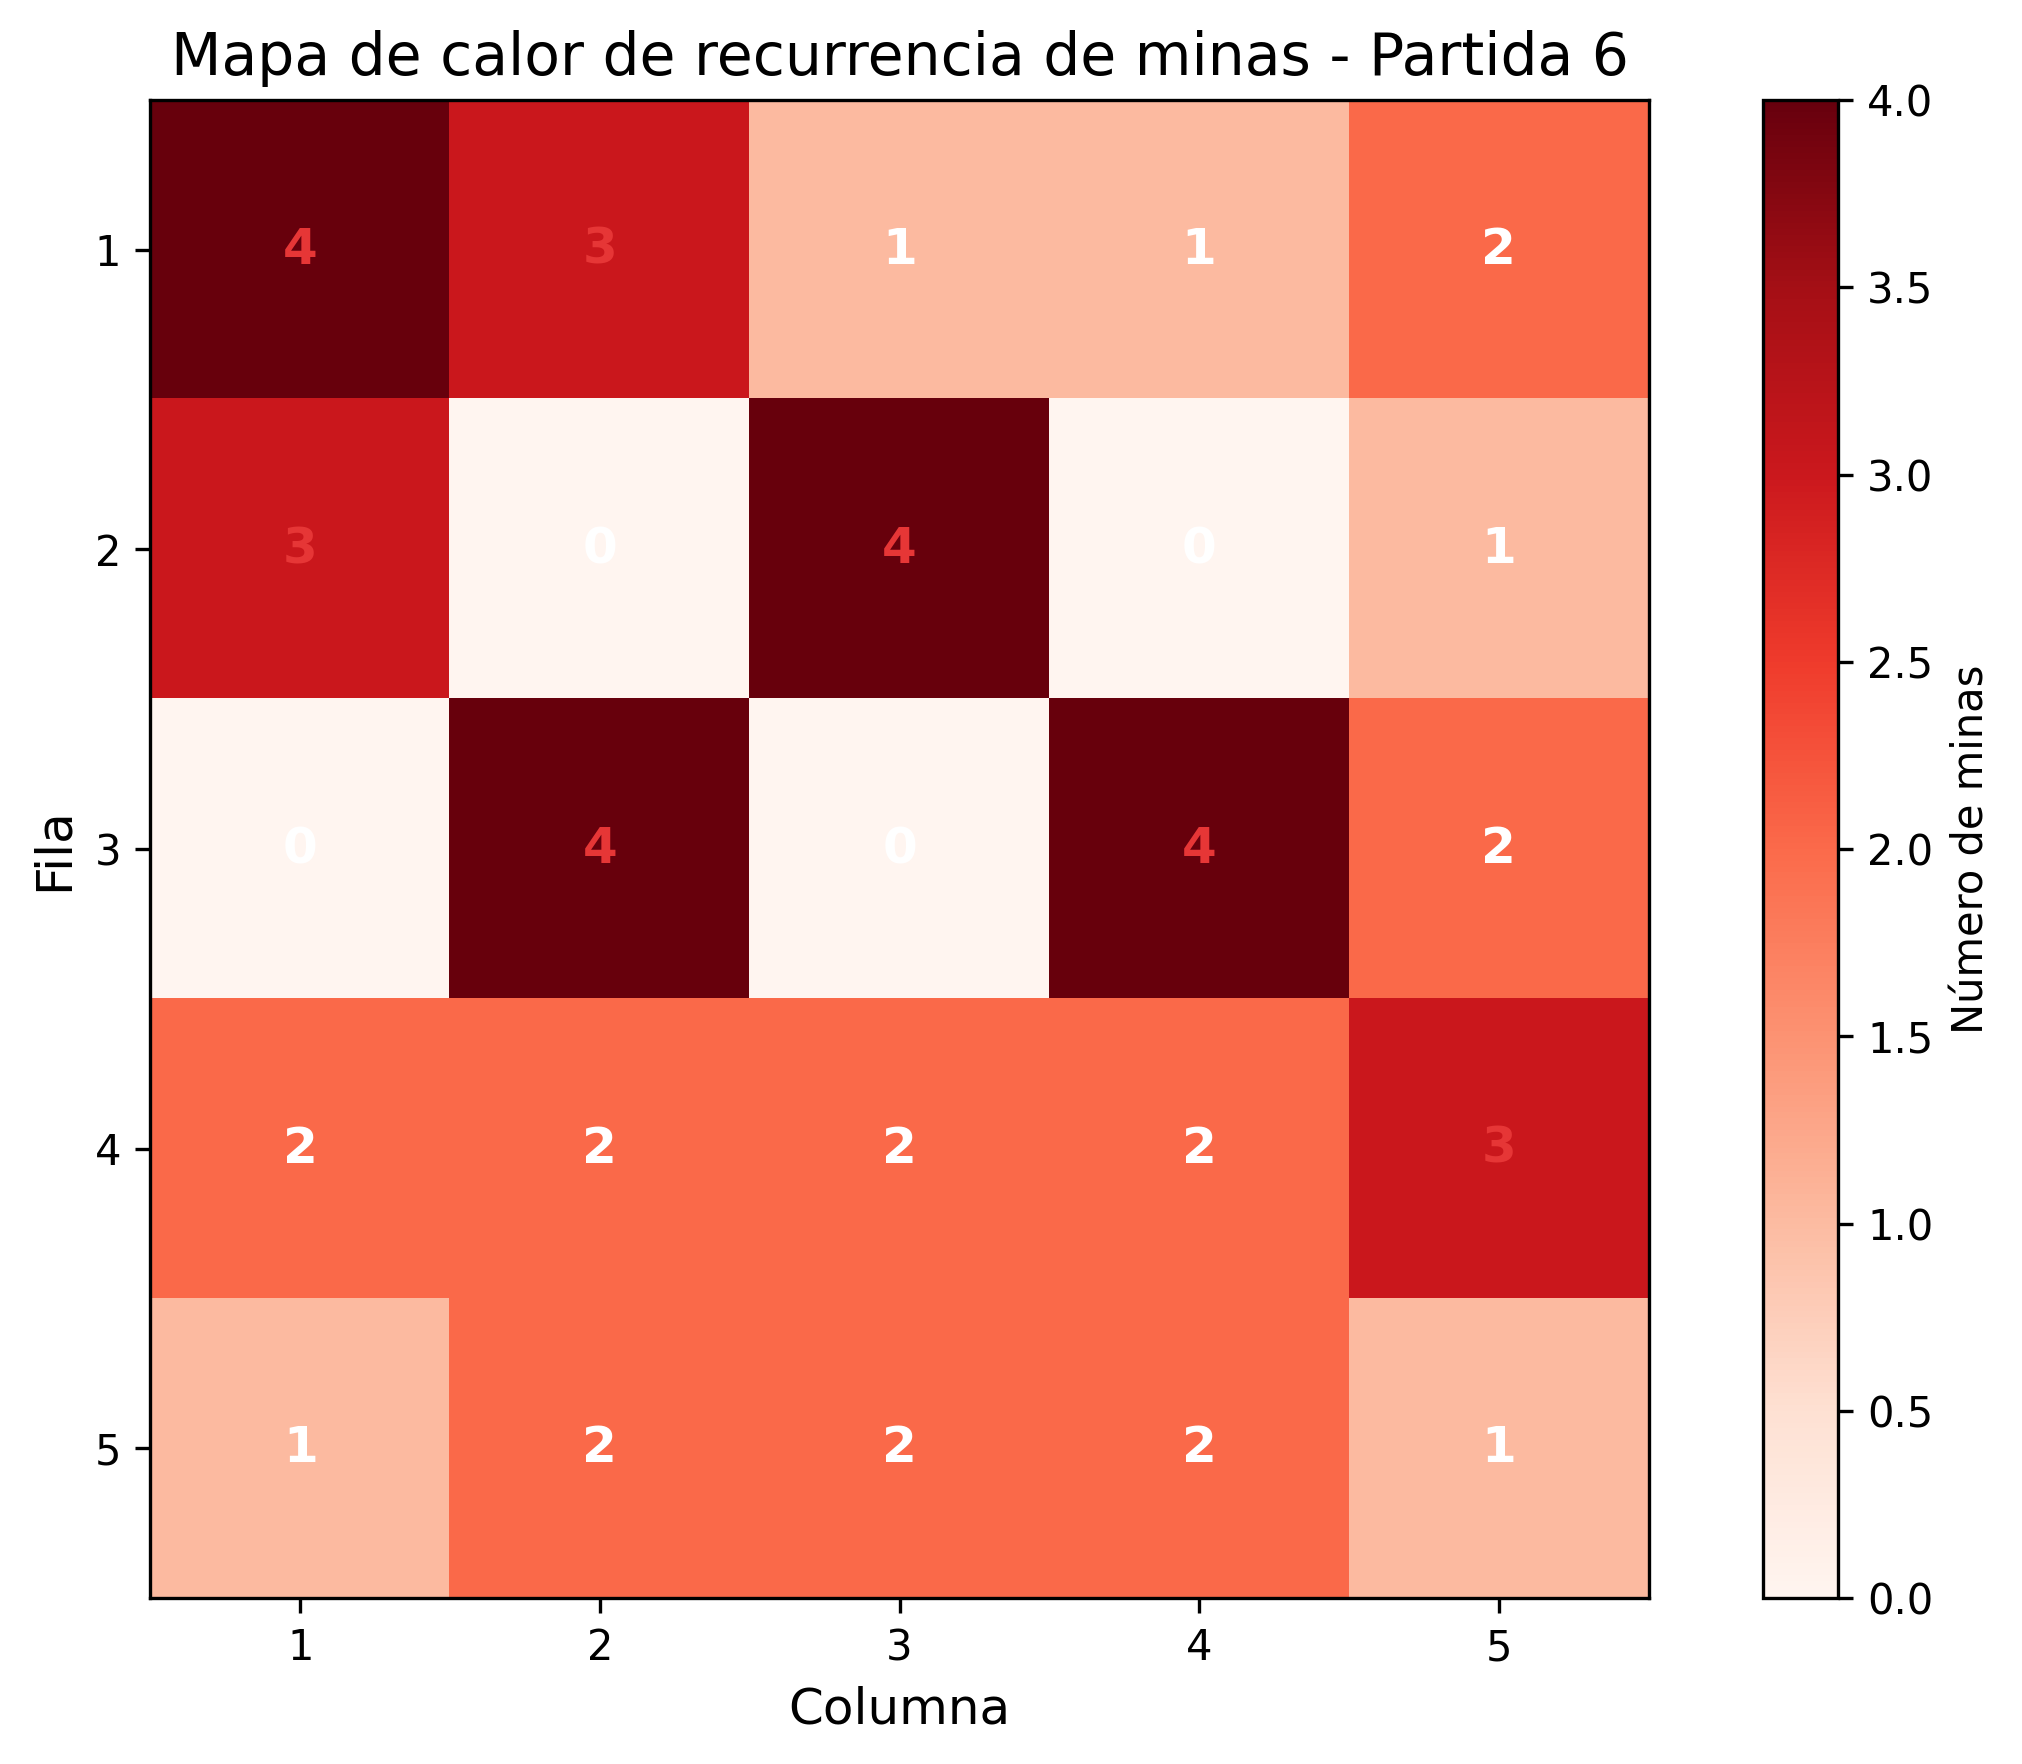 Mapa de calor de recurrencia de minas - Partida 6
4 3 1 1 2
3 0 4 0 1
0 4 0 4 2
2 2 2 2 3
1 2 2 2 1
1
2
3
4
5
Fila
1 2 3 4 5
Columna
4.0
3.5
3.0
2.5
2.0
1.5
1.0
0.5
0.0
Número de minas